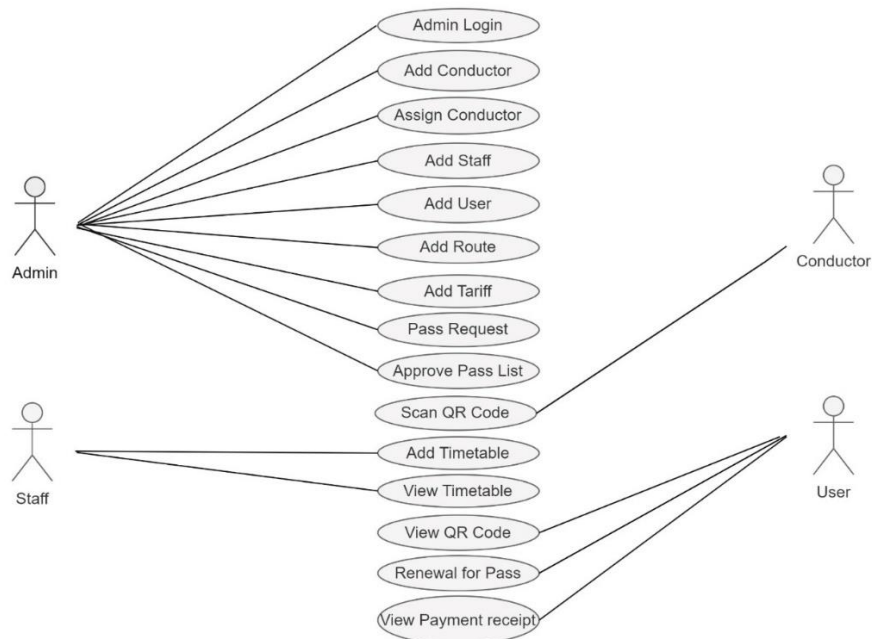 Admin Login
Add Conductor
Assign Conductor
Add Staff
Add User
Add Route
Add Tariff
Pass Request
Approve Pass List
Scan QR Code
Add Timetable
View Timetable
View QR Code
Renewal for Pass
View Payment receipt
Admin
Staff
Conductor
User